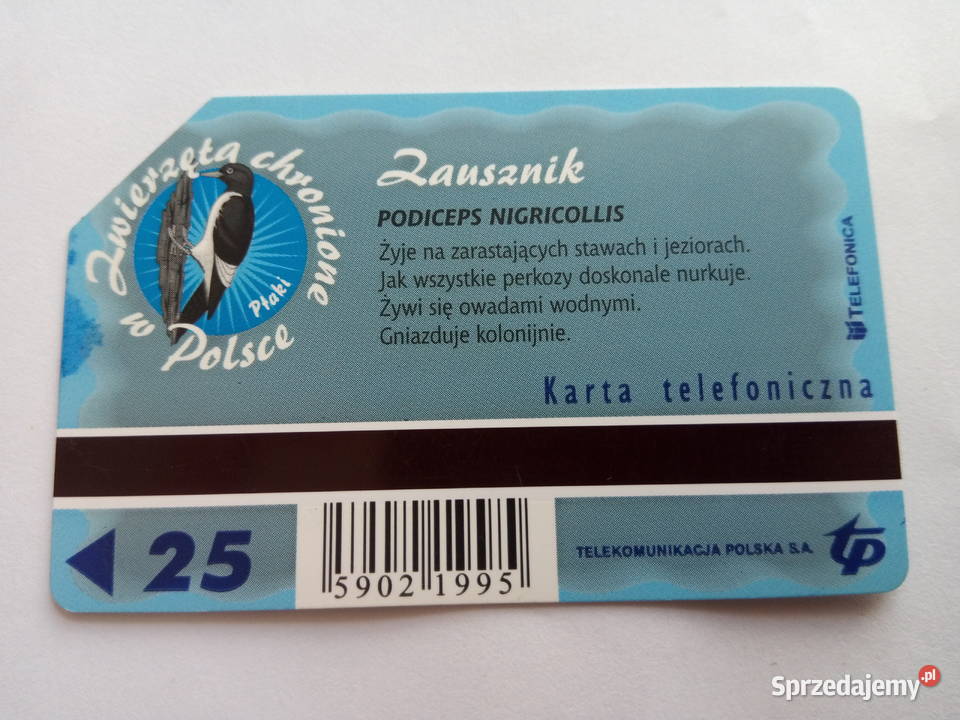 Zwierzęta chronione
w Polsce
Ptaki
Zausznik
PODICEPS NIGRICOLLIS
Żyje na zarastających stawach i jeziorach.
Jak wszystkie perkozy doskonale nurkuje.
Żywi się owadami wodnymi.
Gniazduje kolonijnie.
TELEFONICA
Karta telefoniczna
25
5902 1995
TELEKOMUNIKACJA POLSKA S.A.
tp
Sprzedajemy.pl